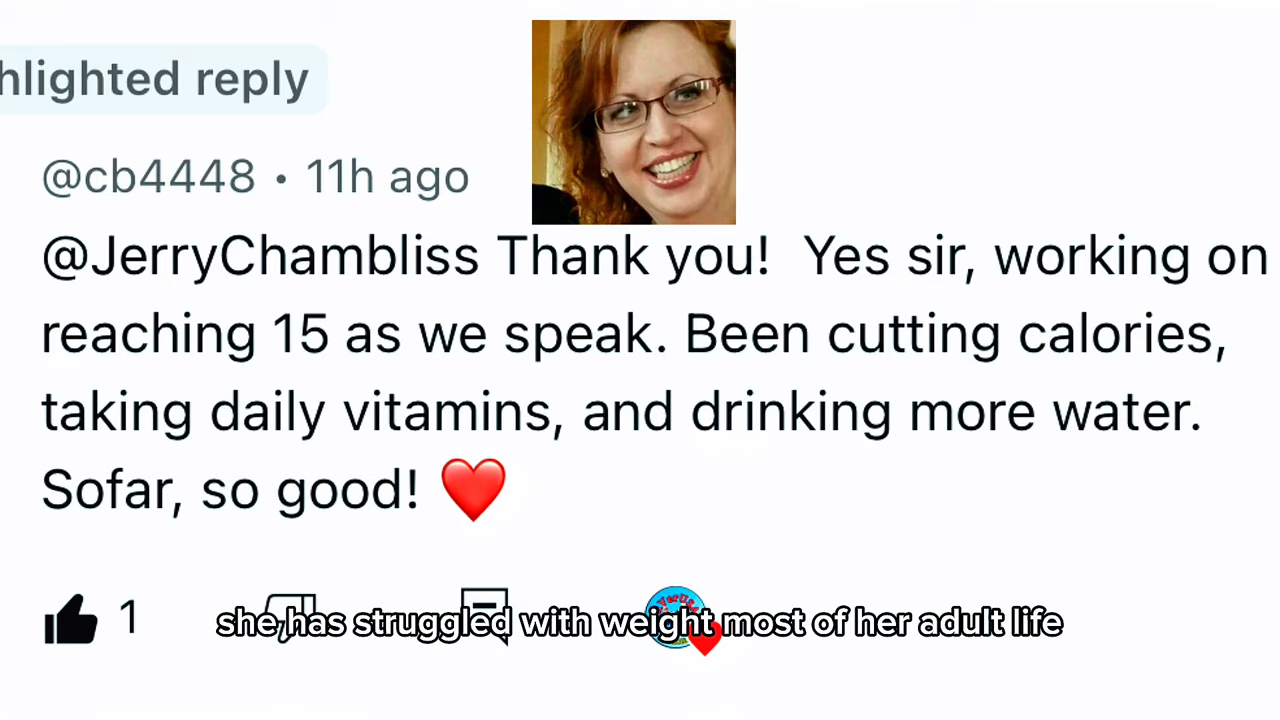 hlighted reply
@cb4448 • 11h ago
@JerryChambliss Thank you!  Yes sir, working on
reaching 15 as we speak. Been cutting calories,
taking daily vitamins, and drinking more water.
Sofar, so good! ❤️
1
she has struggled with weight most of her adult life